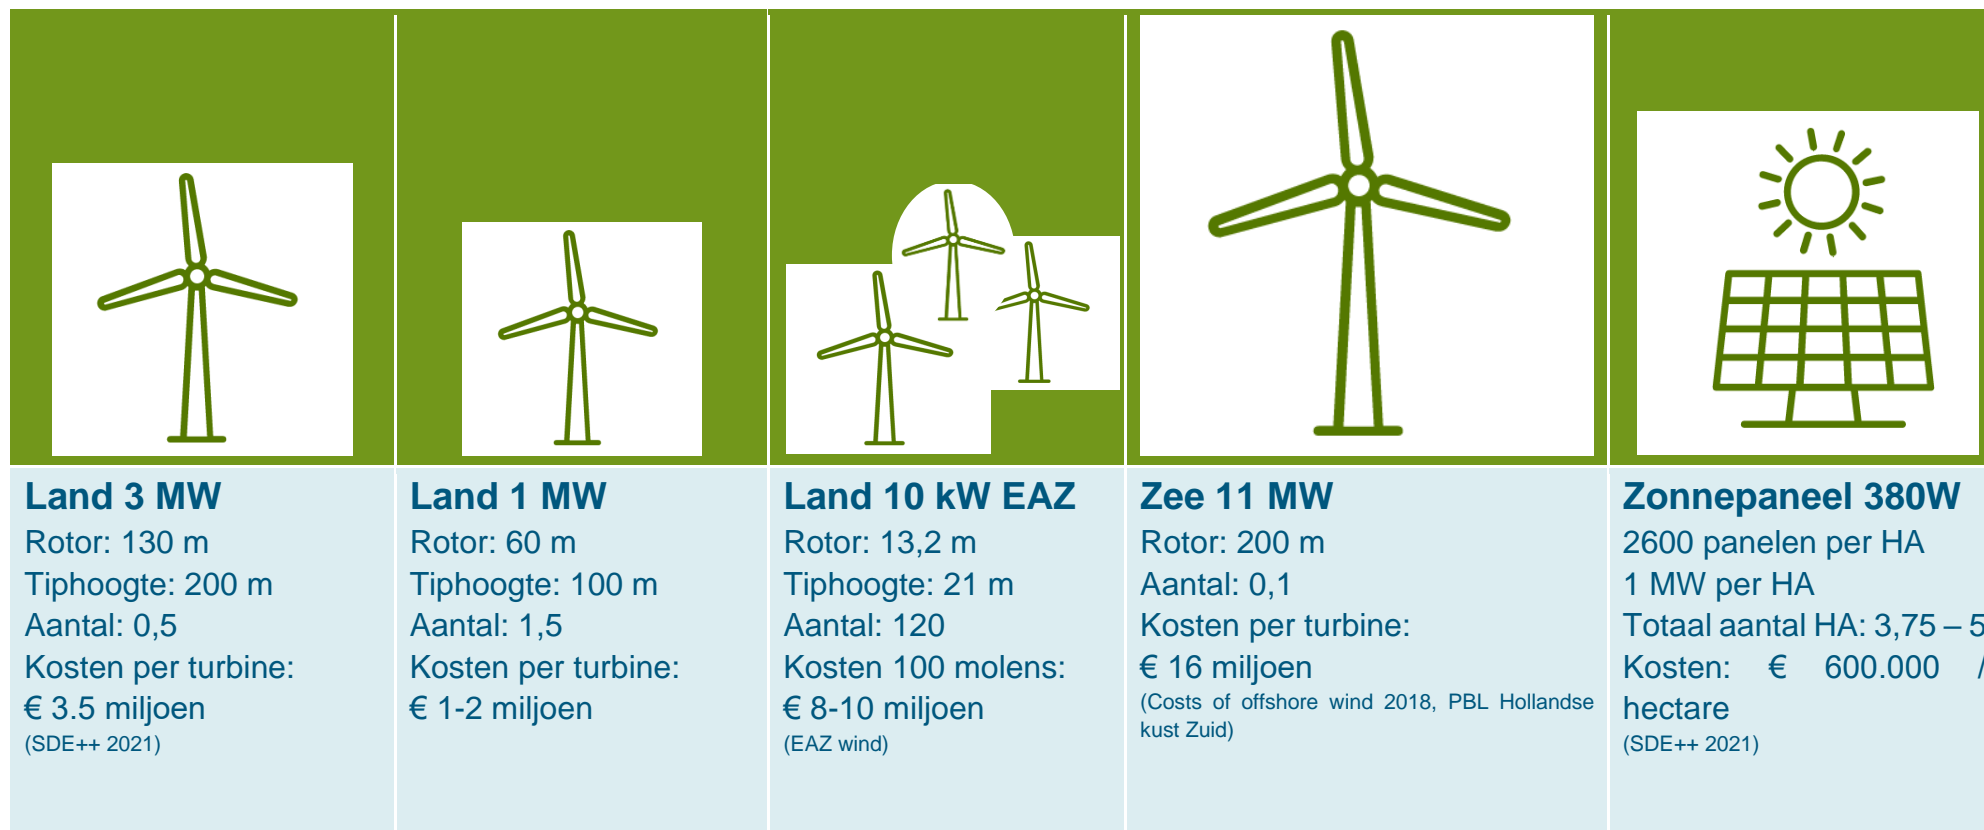 Land 3 MW
Rotor: 130 m
Tiphoogte: 200 m
Aantal: 0,5
Kosten per turbine:
€ 3.5 miljoen
(SDE++ 2021)
Land 1 MW
Rotor: 60 m
Tiphoogte: 100 m
Aantal: 1,5
Kosten per turbine:
€ 1-2 miljoen
Land 10 kW EAZ
Rotor: 13,2 m
Tiphoogte: 21 m
Aantal: 120
Kosten 100 molens:
€ 8-10 miljoen
(EAZ wind)
Zee 11 MW
Rotor: 200 m
Aantal: 0,1
Kosten per turbine:
€ 16 miljoen
(Costs of offshore wind 2018, PBL Hollandse
kust Zuid)
Zonnepaneel 380W
2600 panelen per HA
1 MW per HA
Totaal aantal HA: 3,75 – 5
Kosten: € 600.000 /
hectare
(SDE++ 2021)